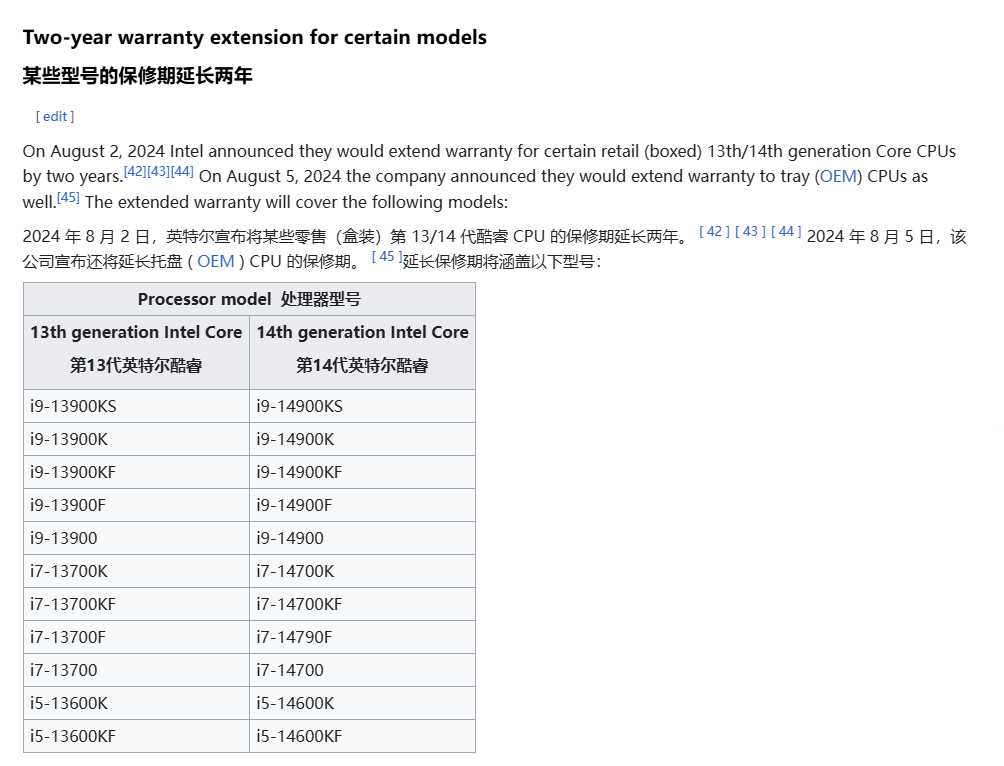 Two-year warranty extension for certain models
某些型号的保修期延长两年
[ edit ]
On August 2, 2024 Intel announced they would extend warranty for certain retail (boxed) 13th/14th generation Core CPUs
by two years.[42][43][44] On August 5, 2024 the company announced they would extend warranty to tray (OEM) CPUs as
well.[45] The extended warranty will cover the following models:
2024 年 8 月 2 日，英特尔宣布将某些零售（盒装）第 13/14 代酷睿 CPU 的保修期延长两年。 [ 42 ] [ 43 ] [ 44 ] 2024 年 8 月 5 日，该
公司宣布还将延长托盘 ( OEM ) CPU 的保修期。 [ 45 ]延长保修期将涵盖以下型号：
Processor model 处理器型号
13th generation Intel Core 14th generation Intel Core
第13代英特尔酷睿 第14代英特尔酷睿
i9-13900KS i9-14900KS
i9-13900K i9-14900K
i9-13900KF i9-14900KF
i9-13900F i9-14900F
i9-13900 i9-14900
i7-13700K i7-14700K
i7-13700KF i7-14700KF
i7-13700F i7-14790F
i7-13700 i7-14700
i5-13600K i5-14600K
i5-13600KF i5-14600KF